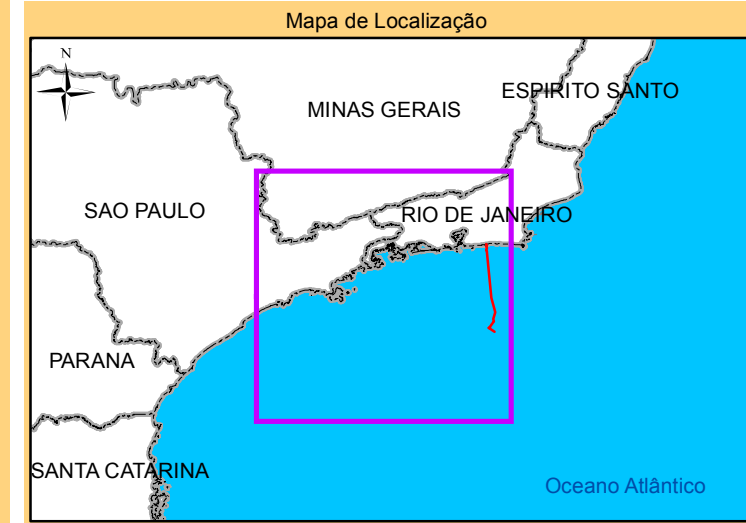 Mapa de Localização
N
ESPIRITO SANTO
MINAS GERAIS
SAO PAULO
RIO DE JANEIRO
PARANA
SANTA CATARINA
Oceano Atlântico